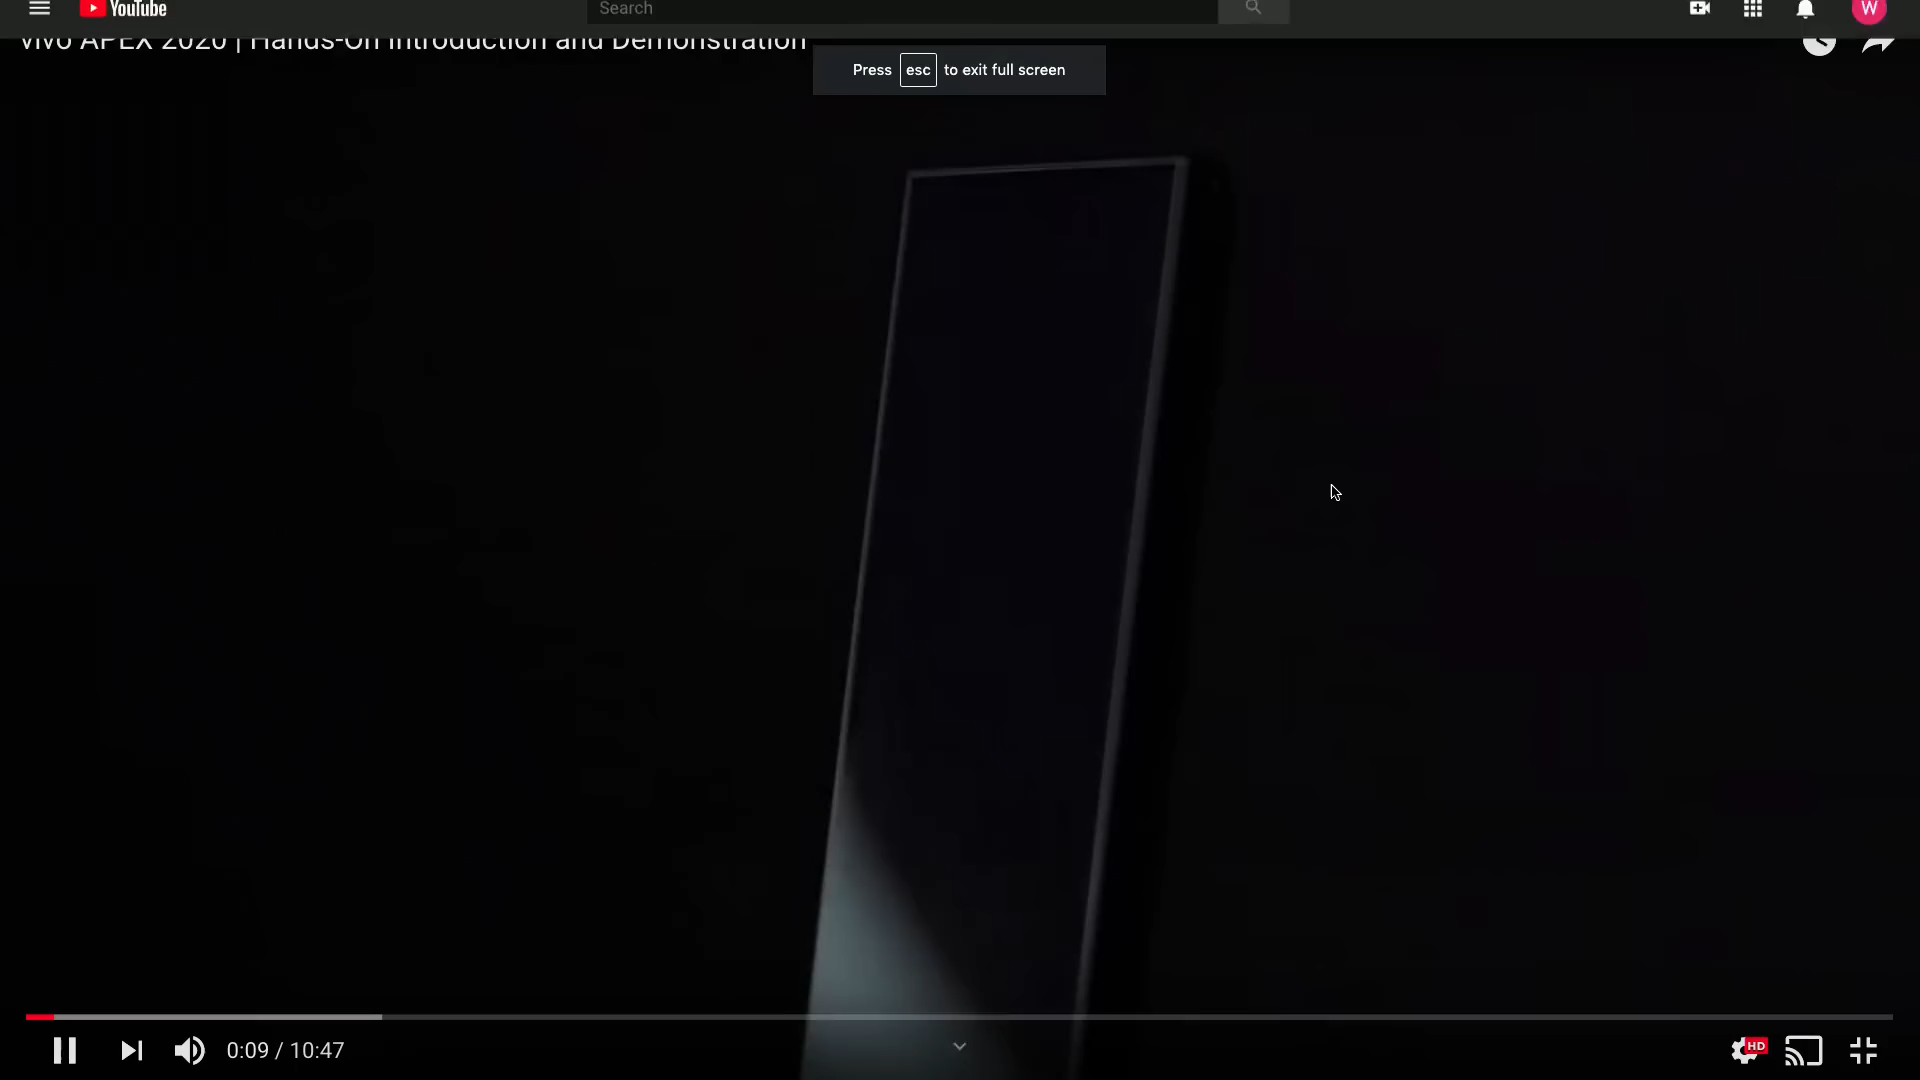 YouTube
Search
W
vivo APEX 2020 | Hands-On Introduction and Demonstration
Press esc to exit full screen
0:09 / 10:47
HD